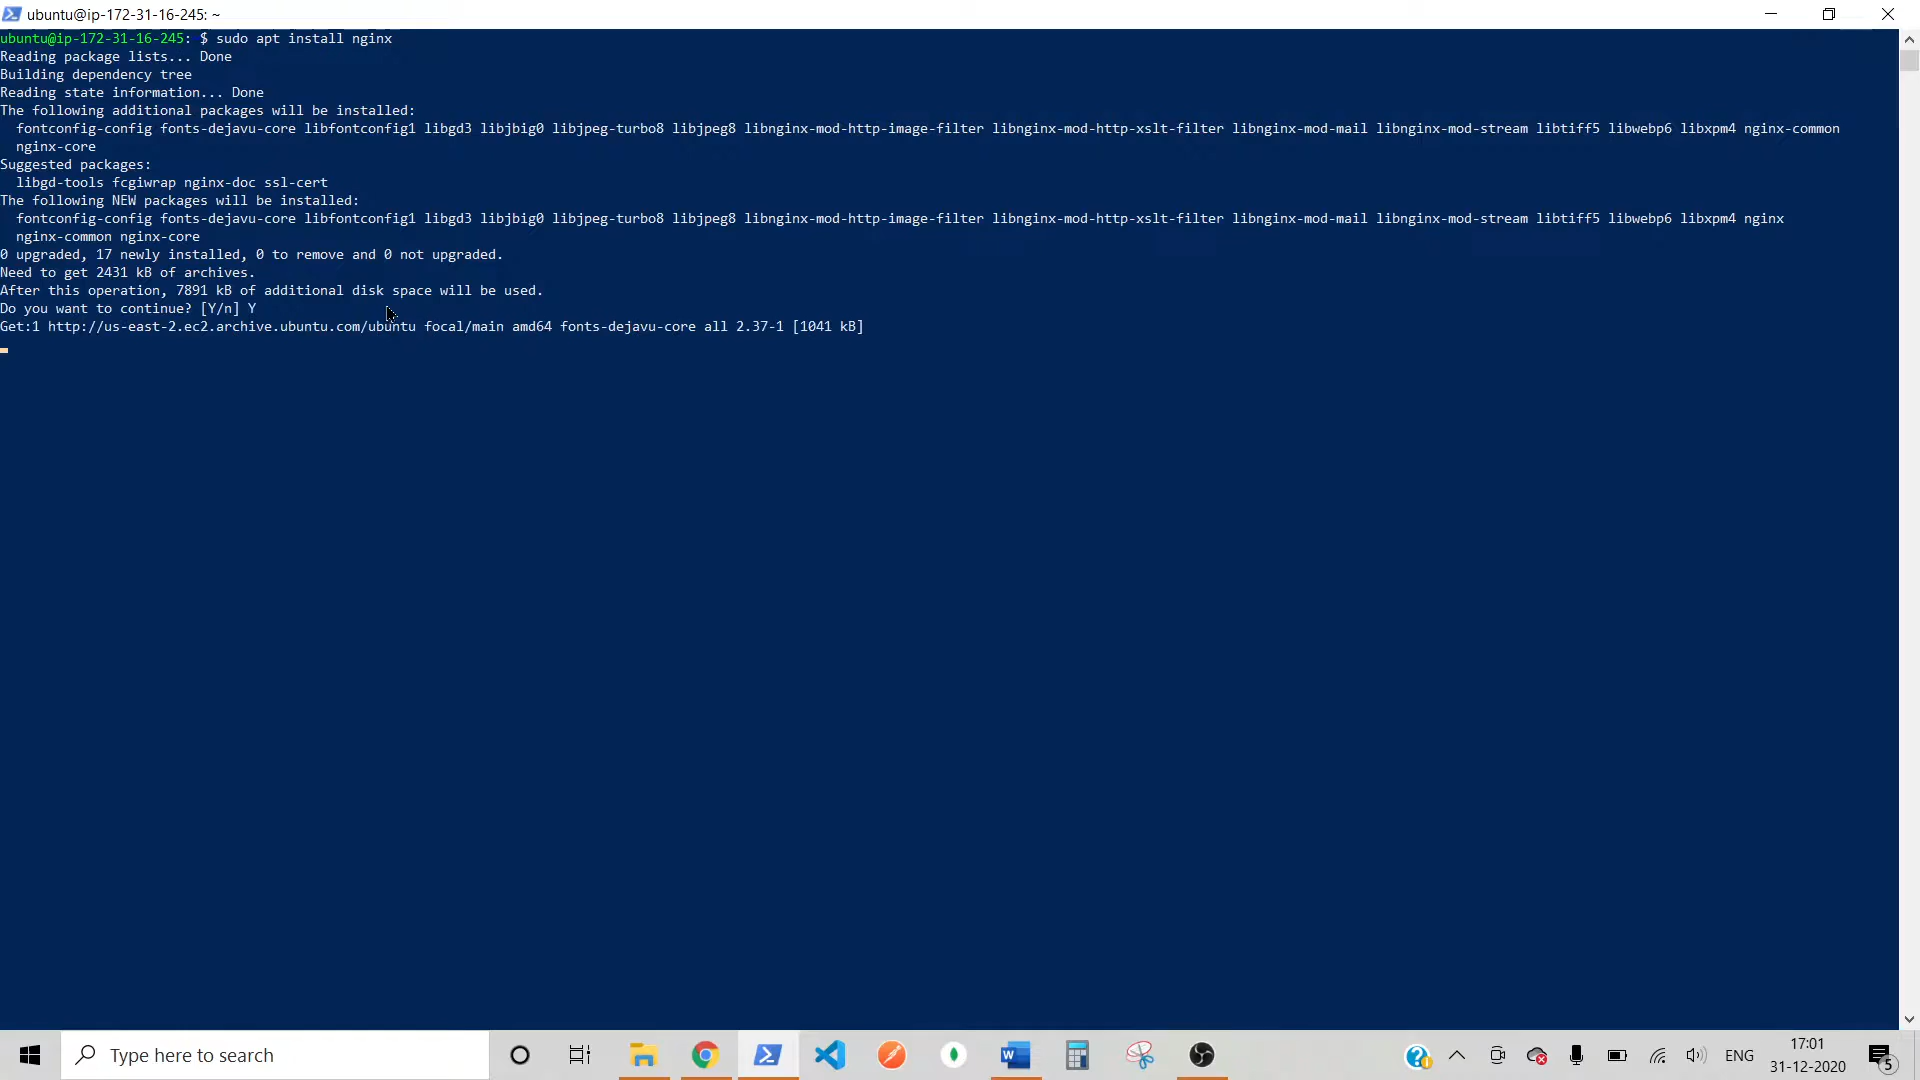 ubuntu@ip-172-31-16-245: ~
ubuntu@ip-172-31-16-245: $ sudo apt install nginx
Reading package lists... Done
Building dependency tree
Reading state information... Done
The following additional packages will be installed:
  fontconfig-config fonts-dejavu-core libfontconfig1 libgd3 libjbig0 libjpeg-turbo8 libjpeg8 libnginx-mod-http-image-filter libnginx-mod-http-xslt-filter libnginx-mod-mail libnginx-mod-stream libtiff5 libwebp6 libxpm4 nginx-common
  nginx-core
Suggested packages:
  libgd-tools fcgiwrap nginx-doc ssl-cert
The following NEW packages will be installed:
  fontconfig-config fonts-dejavu-core libfontconfig1 libgd3 libjbig0 libjpeg-turbo8 libjpeg8 libnginx-mod-http-image-filter libnginx-mod-http-xslt-filter libnginx-mod-mail libnginx-mod-stream libtiff5 libwebp6 libxpm4 nginx
  nginx-common nginx-core
0 upgraded, 17 newly installed, 0 to remove and 0 not upgraded.
Need to get 2431 kB of archives.
After this operation, 7891 kB of additional disk space will be used.
Do you want to continue? [Y/n] Y
Get:1 http://us-east-2.ec2.archive.ubuntu.com/ubuntu focal/main amd64 fonts-dejavu-core all 2.37-1 [1041 kB]
Type here to search
W
ENG
17:01
31-12-2020
5